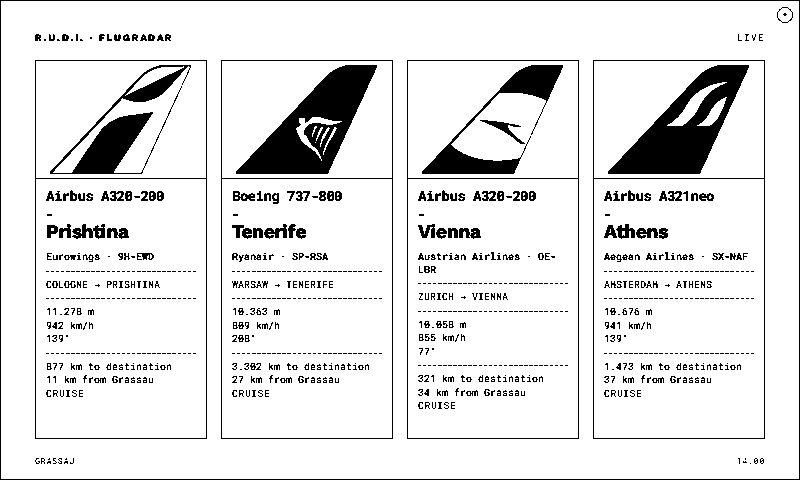 R.U.D.I. · FLUGRADAR
LIVE
Airbus A320-200
-
Prishtina
Eurowings · 9H-EWD
COLOGNE → PRISHTINA
11.278 m
942 km/h
139°
877 km to destination
11 km from Grassau
CRUISE
Boeing 737-800
-
Tenerife
Ryanair · SP-RSA
WARSAW → TENERIFE
10.363 m
809 km/h
208°
3.302 km to destination
27 km from Grassau
CRUISE
Airbus A320-200
-
Vienna
Austrian Airlines · OE-
LBR
ZURICH → VIENNA
10.058 m
855 km/h
77°
321 km to destination
34 km from Grassau
CRUISE
Airbus A321neo
-
Athens
Aegean Airlines · SX-NAF
AMSTERDAM → ATHENS
10.676 m
941 km/h
139°
1.473 km to destination
37 km from Grassau
CRUISE
GRASSAU
14.00